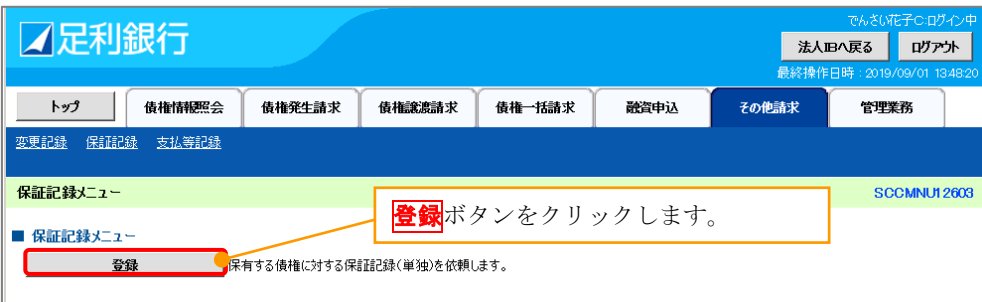 足利銀行
でんさい花子C:ログイン中
法人IBへ戻る ログアウト
最終操作日時：2019/09/01 13:48:20
トップ 債権情報照会 債権発生請求 債権譲渡請求 債権一括請求 融資申込 その他請求 管理業務
変更記録 保証記録 支払等記録
保証記録メニュー SCCMNU12603
登録ボタンをクリックします。
■ 保証記録メニュー
登録 保有する債権に対する保証記録（単独）を依頼します。